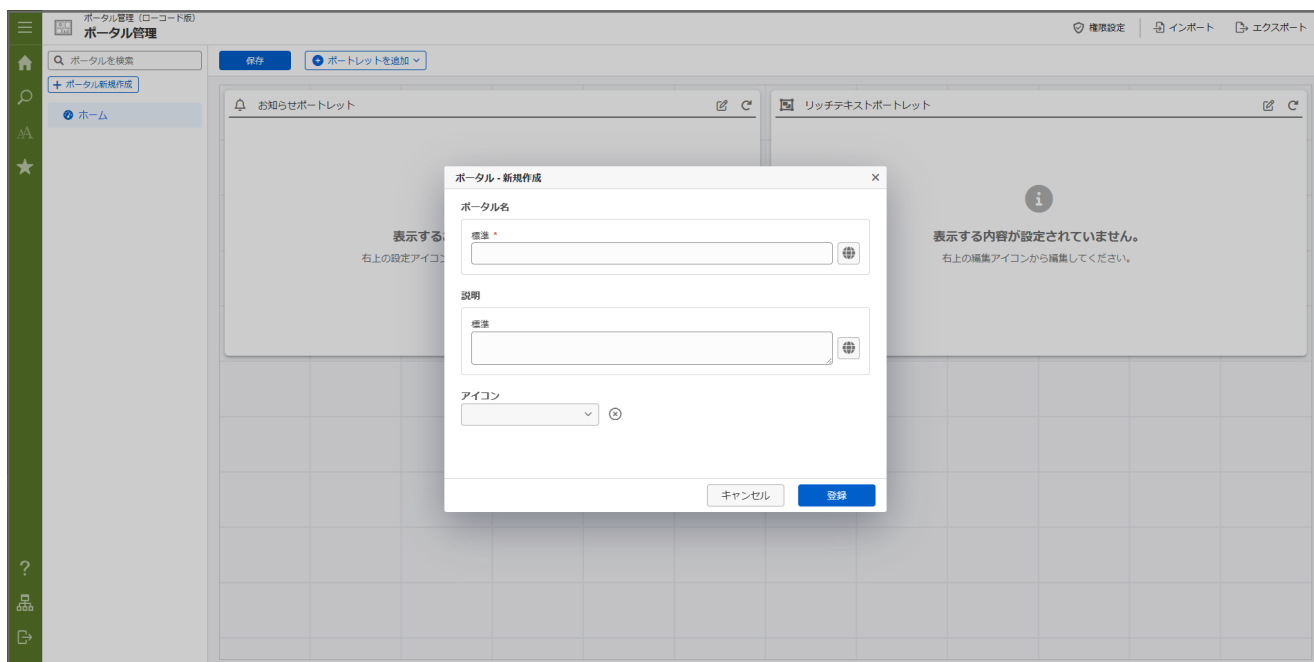 ポータル管理（ローコード版）
ポータル管理
権限設定
インポート
エクスポート
ポータルを検索
保存
ポートレットを追加
ポータル新規作成
ホーム
お知らせポートレット
リッチテキストポートレット
ポータル - 新規作成
ポータル名
標準 *
表示する
右上の設定アイコ
表示する内容が設定されていません。
右上の編集アイコンから編集してください。
説明
標準
アイコン
キャンセル
登録